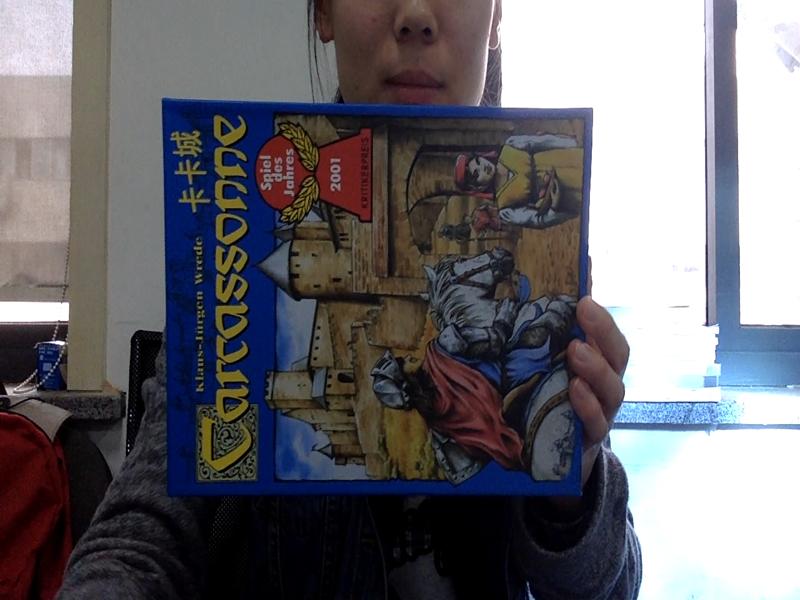 卡卡城
Klaus-Jürgen Wrede
Carcassonne
Spiel
des
Jahres
2001
KRITIKERPREIS